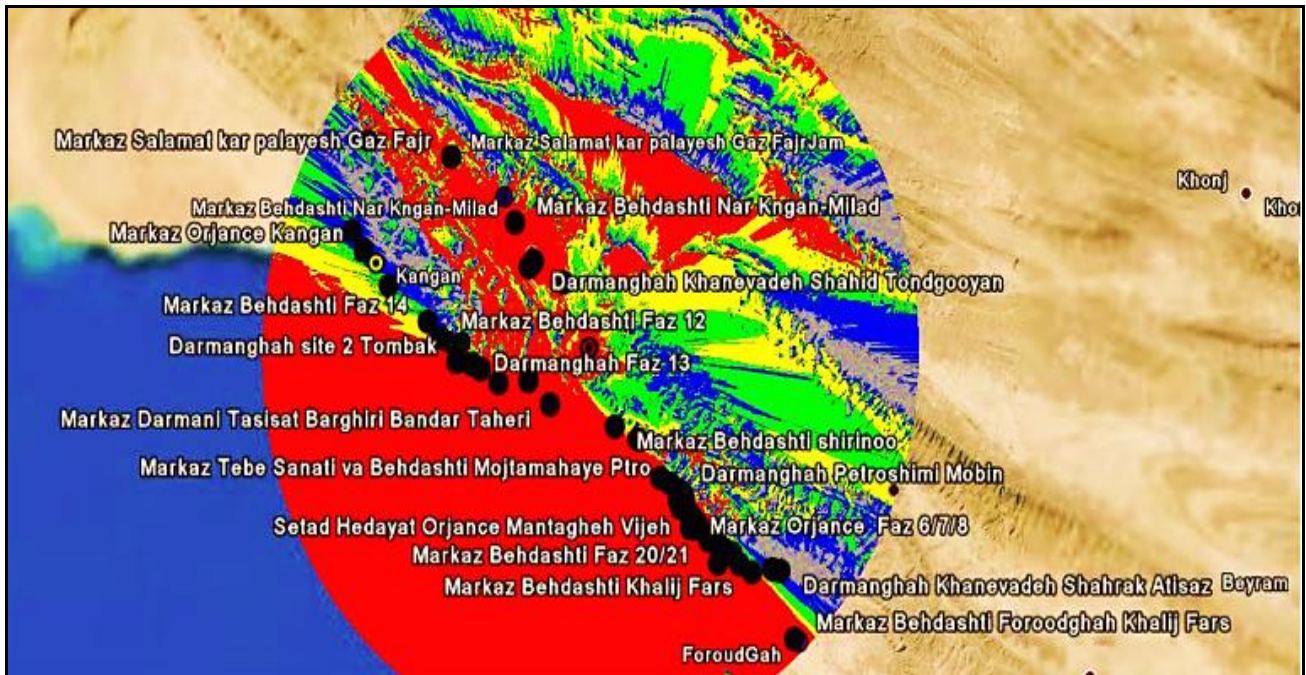 Markaz Salamat kar palayesh Gaz Fajr
Markaz Salamat kar palayesh Gaz FajrJam
Khonj
Markaz Behdashti Nar Kngan-Milad
Markaz Behdashti Nar Kngan-Milad
Markaz Orjance Kangan
Kangan
Darmanghah Khanevadeh Shahid Tondgooyan
Markaz Behdashti Faz 14
Markaz Behdashti Faz 12
Darmanghah site 2 Tombak
Darmanghah Faz 13
Markaz Darmani Tasisat Barghiri Bandar Taheri
Markaz Behdashti shirinoo
Markaz Tebe Sanati va Behdashti Mojtamahaye Ptro
Darmanghah Petroshimi Mobin
Setad Hedayat Orjance Mantagheh Vijeh
Markaz Orjance Faz 6/7/8
Markaz Behdashti Faz 20/21
Markaz Behdashti Khalij Fars
Darmanghah Khanevadeh Shahrak Atisaz
Beyram
Markaz Behdashti Foroodghah Khalij Fars
ForoudGah